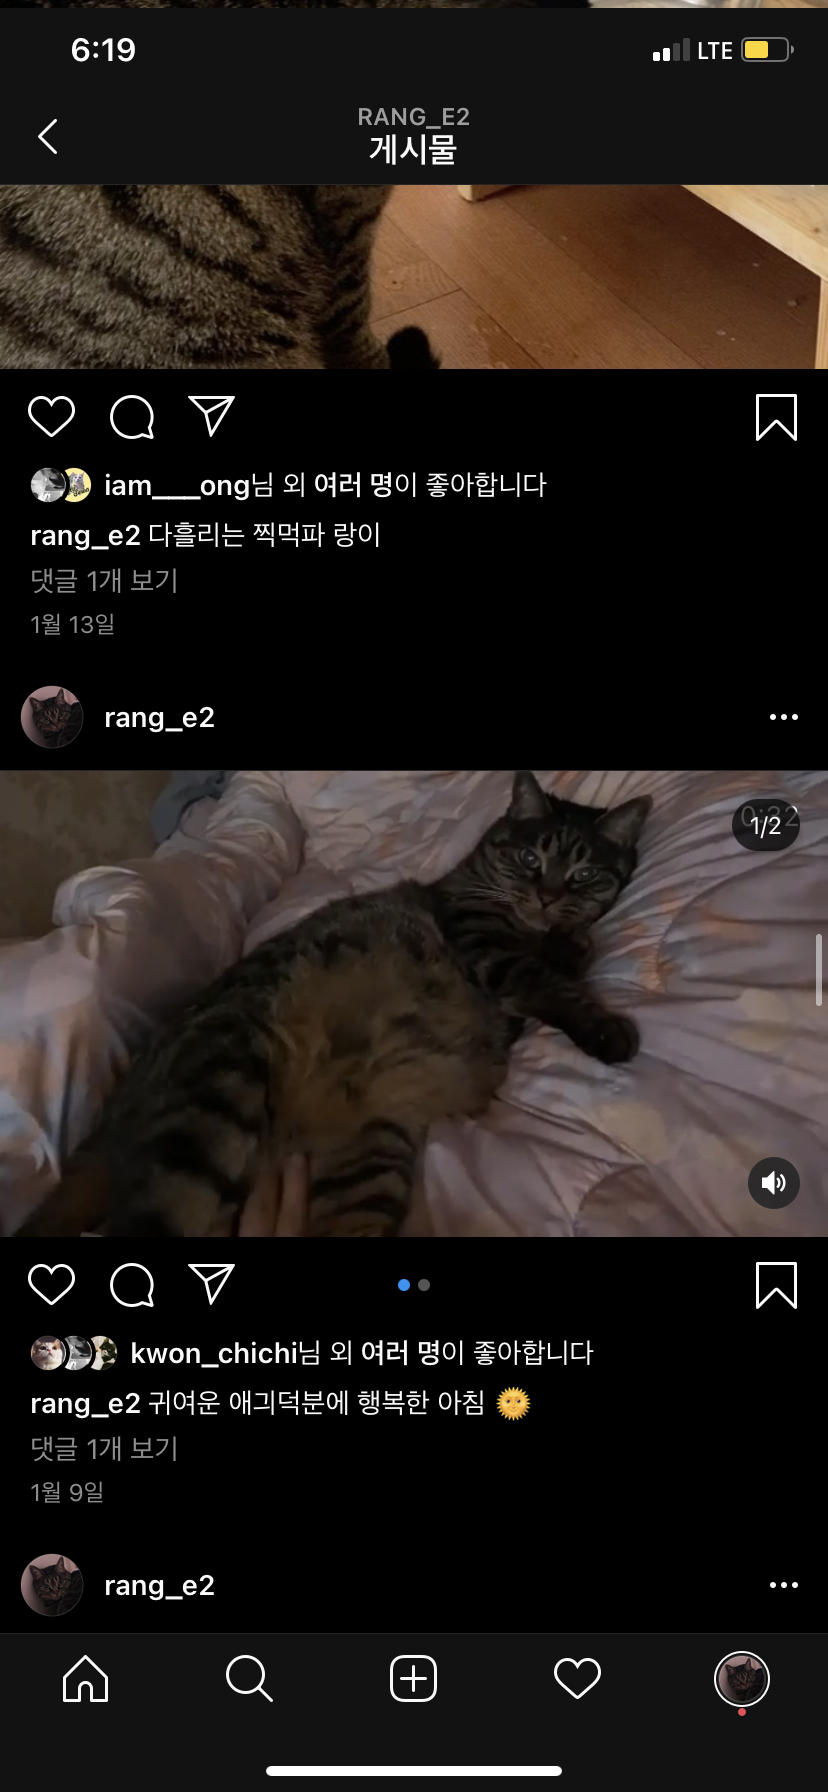 6:19
LTE
RANG_E2
게시물
iam___ong님 외 여러 명이 좋아합니다
rang_e2 다흘리는 찍먹파 랑이
댓글 1개 보기
1월 13일
rang_e2
0:32
1/2
kwon_chichi님 외 여러 명이 좋아합니다
rang_e2 귀여운 애긔덕분에 행복한 아침 🌞
댓글 1개 보기
1월 9일
rang_e2